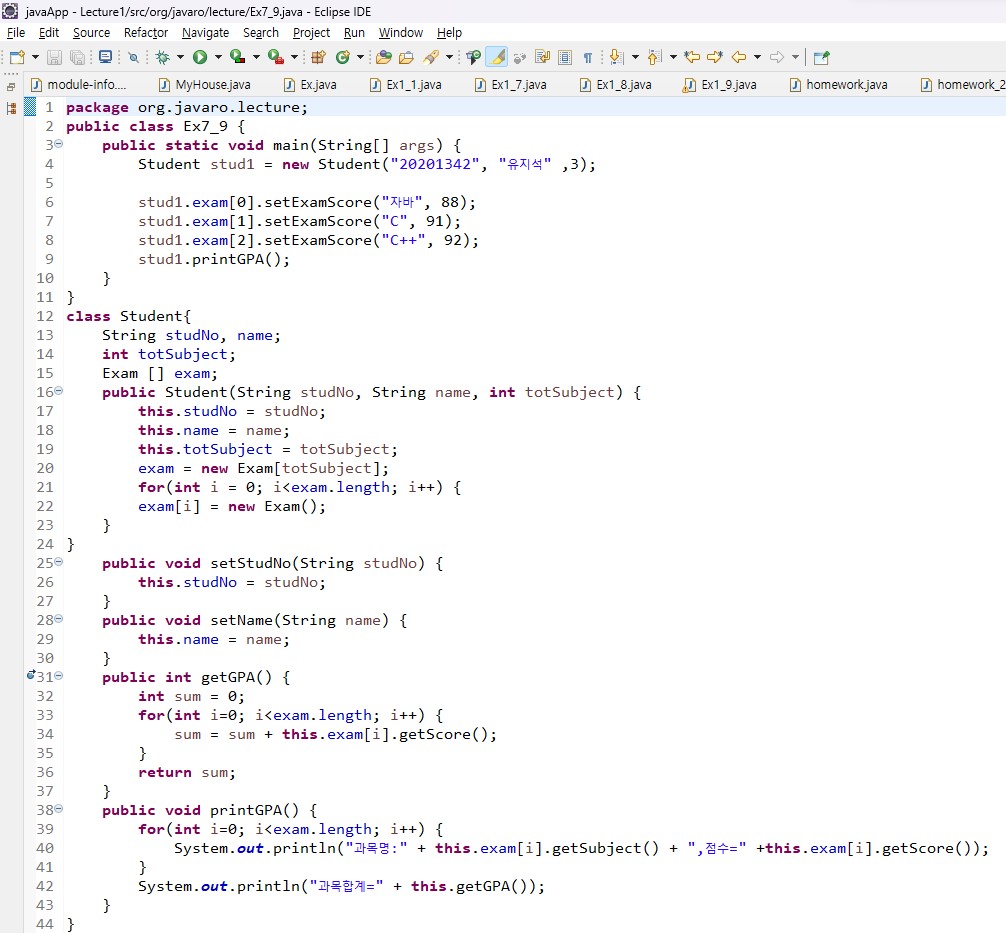 javaApp - Lecture1/src/org/javaro/lecture/Ex7_9.java - Eclipse IDE
File Edit Source Refactor Navigate Search Project Run Window Help
module-info.... MyHouse.java Ex.java Ex1_1.java Ex1_7.java Ex1_8.java Ex1_9.java homework.java homework_2
1 package org.javaro.lecture;
2 public class Ex7_9 {
3 public static void main(String[] args) {
4 Student stud1 = new Student("20201342", "유지석" ,3);
5
6 stud1.exam[0].setExamScore("자바", 88);
7 stud1.exam[1].setExamScore("C", 91);
8 stud1.exam[2].setExamScore("C++", 92);
9 stud1.printGPA();
10 }
11 }
12 class Student{
13 String studNo, name;
14 int totSubject;
15 Exam [] exam;
16 public Student(String studNo, String name, int totSubject) {
17 this.studNo = studNo;
18 this.name = name;
19 this.totSubject = totSubject;
20 exam = new Exam[totSubject];
21 for(int i = 0; i<exam.length; i++) {
22 exam[i] = new Exam();
23 }
24 }
25 public void setStudNo(String studNo) {
26 this.studNo = studNo;
27 }
28 public void setName(String name) {
29 this.name = name;
30 }
31 public int getGPA() {
32 int sum = 0;
33 for(int i=0; i<exam.length; i++) {
34 sum = sum + this.exam[i].getScore();
35 }
36 return sum;
37 }
38 public void printGPA() {
39 for(int i=0; i<exam.length; i++) {
40 System.out.println("과목명:" + this.exam[i].getSubject() + ",점수=" +this.exam[i].getScore());
41 }
42 System.out.println("과목합계=" + this.getGPA());
43 }
44 }